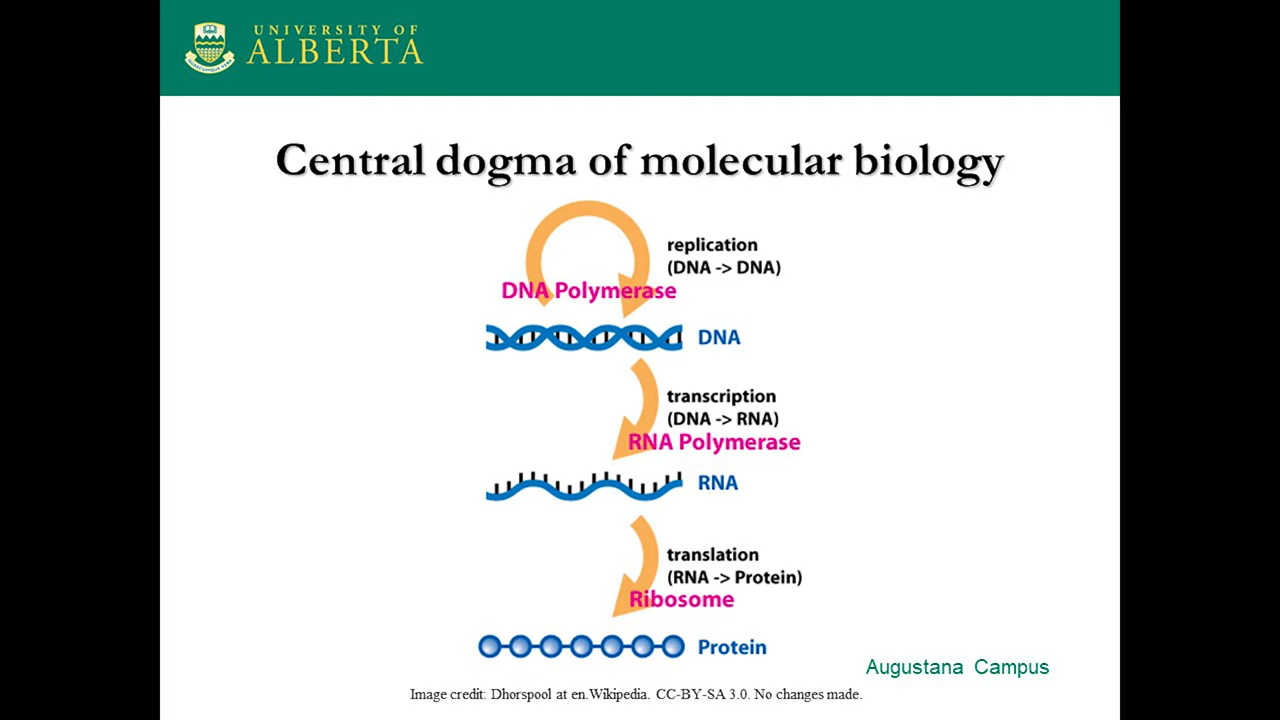 UNIVERSITY OF
ALBERTA
Central dogma of molecular biology
replication
(DNA -> DNA)
DNA Polymerase
DNA
transcription
(DNA -> RNA)
RNA Polymerase
RNA
translation
(RNA -> Protein)
Ribosome
Protein
Augustana Campus
Image credit: Dhorspool at en.Wikipedia. CC-BY-SA 3.0. No changes made.